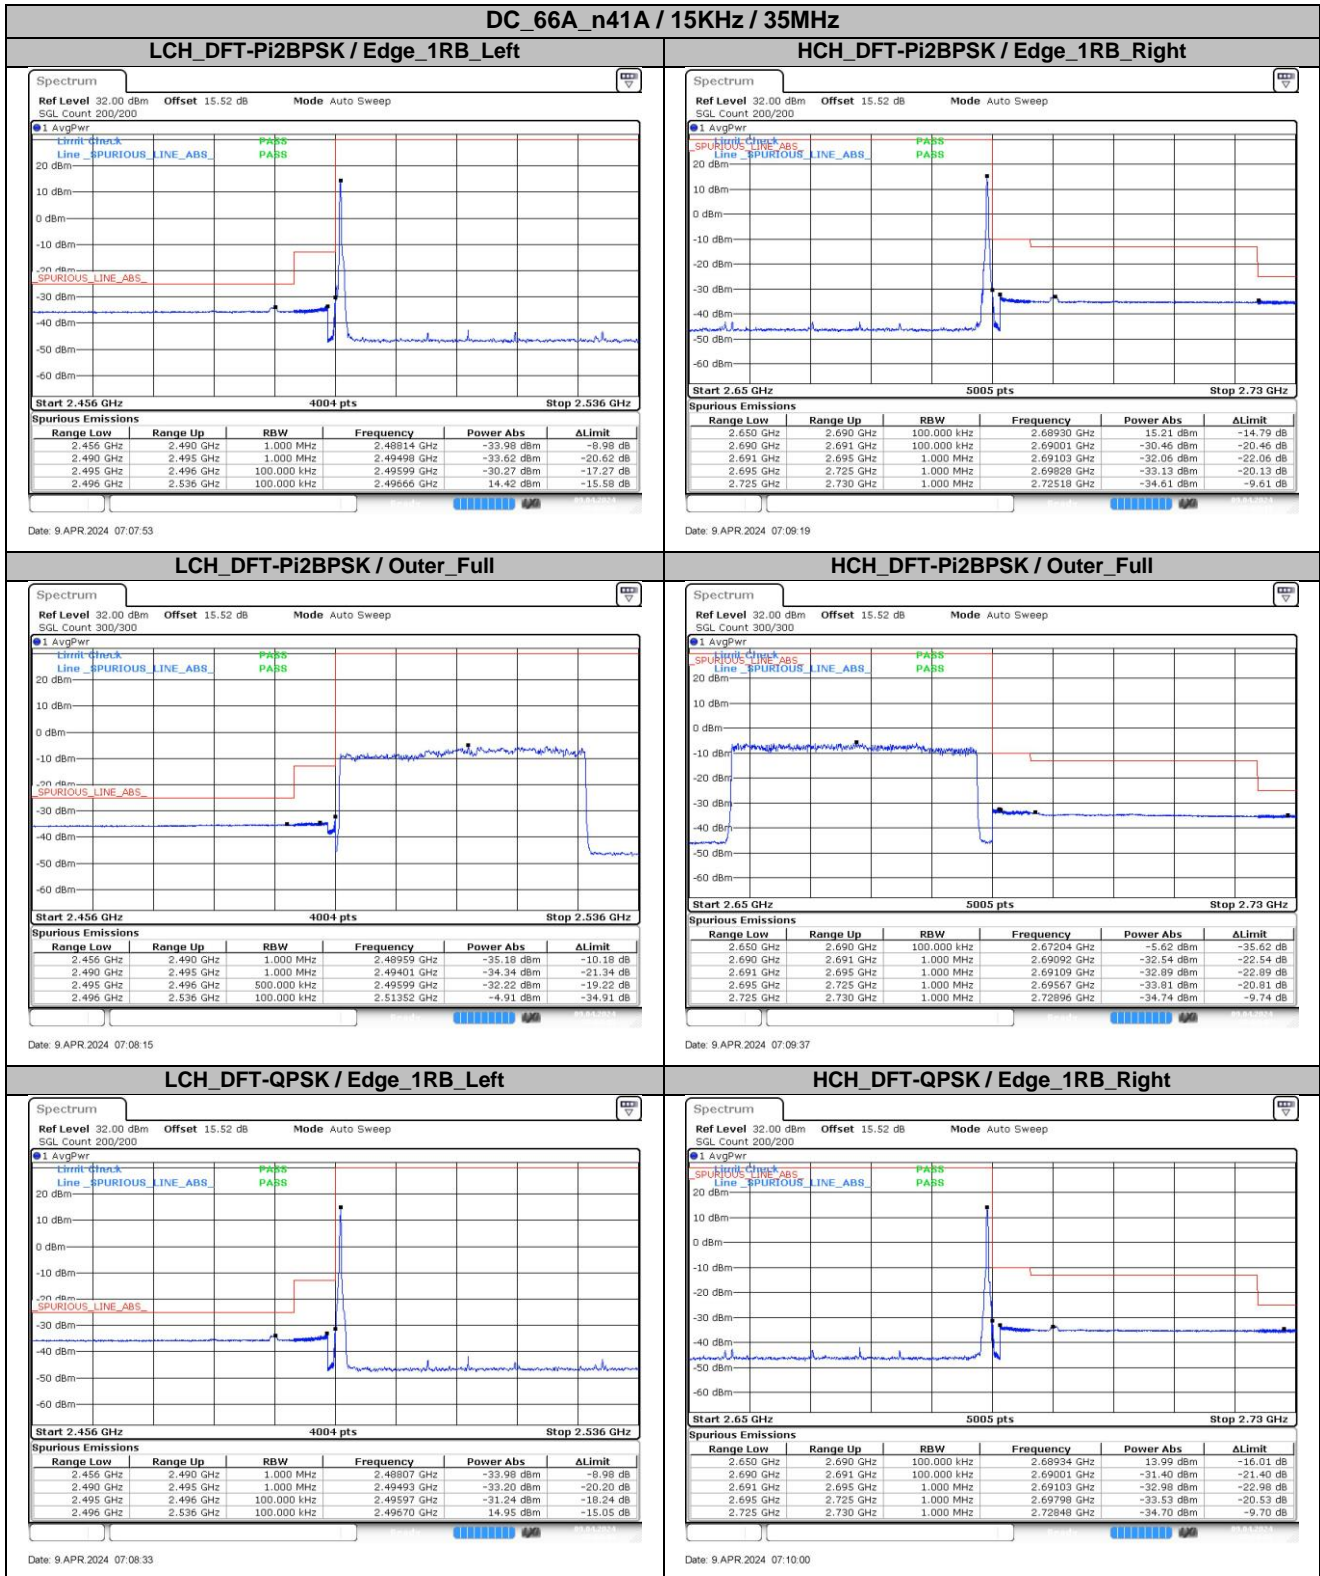 DC_66A_n41A / 15KHz / 35MHz
LCH_DFT-Pi2BPSK / Edge_1RB_Left
Spectrum
Ref Level 32.00 dBm Offset 15.52 dB Mode Auto Sweep
SGL Count 200/200
1 AvgPwr
Limit Check PASS
Line _SPURIOUS_LINE_ABS_ PASS
20 dBm
10 dBm
0 dBm
-10 dBm
-20 dBm
_SPURIOUS_LINE_ABS_
-30 dBm
-40 dBm
-50 dBm
-60 dBm
Start 2.456 GHz 4004 pts Stop 2.536 GHz
Spurious Emissions
Range Low Range Up RBW Frequency Power Abs ΔLimit
2.456 GHz 2.490 GHz 1.000 MHz 2.48814 GHz -33.98 dBm -8.98 dB
2.490 GHz 2.495 GHz 1.000 MHz 2.49498 GHz -33.62 dBm -20.62 dB
2.495 GHz 2.496 GHz 100.000 kHz 2.49599 GHz -30.27 dBm -17.27 dB
2.496 GHz 2.536 GHz 100.000 kHz 2.49666 GHz 14.42 dBm -15.58 dB
Date: 9.APR.2024 07:07:53
HCH_DFT-Pi2BPSK / Edge_1RB_Right
Spectrum
Ref Level 32.00 dBm Offset 15.52 dB Mode Auto Sweep
SGL Count 200/200
1 AvgPwr
Limit Check PASS
_SPURIOUS_LINE_ABS_
Line _SPURIOUS_LINE_ABS_ PASS
20 dBm
10 dBm
0 dBm
-10 dBm
-20 dBm
-30 dBm
-40 dBm
-50 dBm
-60 dBm
Start 2.65 GHz 5005 pts Stop 2.73 GHz
Spurious Emissions
Range Low Range Up RBW Frequency Power Abs ΔLimit
2.650 GHz 2.690 GHz 100.000 kHz 2.68930 GHz 15.21 dBm -14.79 dB
2.690 GHz 2.691 GHz 100.000 kHz 2.69001 GHz -30.46 dBm -20.46 dB
2.691 GHz 2.695 GHz 1.000 MHz 2.69103 GHz -32.06 dBm -22.06 dB
2.695 GHz 2.725 GHz 1.000 MHz 2.69828 GHz -33.13 dBm -20.13 dB
2.725 GHz 2.730 GHz 1.000 MHz 2.72518 GHz -34.61 dBm -9.61 dB
Date: 9.APR.2024 07:09:19
LCH_DFT-Pi2BPSK / Outer_Full
Spectrum
Ref Level 32.00 dBm Offset 15.52 dB Mode Auto Sweep
SGL Count 300/300
1 AvgPwr
Limit Check PASS
Line _SPURIOUS_LINE_ABS_ PASS
20 dBm
10 dBm
0 dBm
-10 dBm
-20 dBm
_SPURIOUS_LINE_ABS_
-30 dBm
-40 dBm
-50 dBm
-60 dBm
Start 2.456 GHz 4004 pts Stop 2.536 GHz
Spurious Emissions
Range Low Range Up RBW Frequency Power Abs ΔLimit
2.456 GHz 2.490 GHz 1.000 MHz 2.48959 GHz -35.18 dBm -10.18 dB
2.490 GHz 2.495 GHz 1.000 MHz 2.49401 GHz -34.34 dBm -21.34 dB
2.495 GHz 2.496 GHz 500.000 kHz 2.49599 GHz -32.22 dBm -19.22 dB
2.496 GHz 2.536 GHz 100.000 kHz 2.51352 GHz -4.91 dBm -34.91 dB
Date: 9.APR.2024 07:08:15
HCH_DFT-Pi2BPSK / Outer_Full
Spectrum
Ref Level 32.00 dBm Offset 15.52 dB Mode Auto Sweep
SGL Count 300/300
1 AvgPwr
Limit Check PASS
_SPURIOUS_LINE_ABS_
Line _SPURIOUS_LINE_ABS_ PASS
20 dBm
10 dBm
0 dBm
-10 dBm
-20 dBm
-30 dBm
-40 dBm
-50 dBm
-60 dBm
Start 2.65 GHz 5005 pts Stop 2.73 GHz
Spurious Emissions
Range Low Range Up RBW Frequency Power Abs ΔLimit
2.650 GHz 2.690 GHz 100.000 kHz 2.67204 GHz -5.62 dBm -35.62 dB
2.690 GHz 2.691 GHz 1.000 MHz 2.69092 GHz -32.54 dBm -22.54 dB
2.691 GHz 2.695 GHz 1.000 MHz 2.69109 GHz -32.89 dBm -22.89 dB
2.695 GHz 2.725 GHz 1.000 MHz 2.69567 GHz -33.81 dBm -20.81 dB
2.725 GHz 2.730 GHz 1.000 MHz 2.72896 GHz -34.74 dBm -9.74 dB
Date: 9.APR.2024 07:09:37
LCH_DFT-QPSK / Edge_1RB_Left
Spectrum
Ref Level 32.00 dBm Offset 15.52 dB Mode Auto Sweep
SGL Count 200/200
1 AvgPwr
Limit Check PASS
Line _SPURIOUS_LINE_ABS_ PASS
20 dBm
10 dBm
0 dBm
-10 dBm
-20 dBm
_SPURIOUS_LINE_ABS_
-30 dBm
-40 dBm
-50 dBm
-60 dBm
Start 2.456 GHz 4004 pts Stop 2.536 GHz
Spurious Emissions
Range Low Range Up RBW Frequency Power Abs ΔLimit
2.456 GHz 2.490 GHz 1.000 MHz 2.48807 GHz -33.98 dBm -8.98 dB
2.490 GHz 2.495 GHz 1.000 MHz 2.49493 GHz -33.20 dBm -20.20 dB
2.495 GHz 2.496 GHz 100.000 kHz 2.49597 GHz -31.24 dBm -18.24 dB
2.496 GHz 2.536 GHz 100.000 kHz 2.49670 GHz 14.95 dBm -15.05 dB
Date: 9.APR.2024 07:08:33
HCH_DFT-QPSK / Edge_1RB_Right
Spectrum
Ref Level 32.00 dBm Offset 15.52 dB Mode Auto Sweep
SGL Count 200/200
1 AvgPwr
Limit Check PASS
_SPURIOUS_LINE_ABS_
Line _SPURIOUS_LINE_ABS_ PASS
20 dBm
10 dBm
0 dBm
-10 dBm
-20 dBm
-30 dBm
-40 dBm
-50 dBm
-60 dBm
Start 2.65 GHz 5005 pts Stop 2.73 GHz
Spurious Emissions
Range Low Range Up RBW Frequency Power Abs ΔLimit
2.650 GHz 2.690 GHz 100.000 kHz 2.68934 GHz 13.99 dBm -16.01 dB
2.690 GHz 2.691 GHz 100.000 kHz 2.69001 GHz -31.40 dBm -21.40 dB
2.691 GHz 2.695 GHz 1.000 MHz 2.69103 GHz -32.98 dBm -22.98 dB
2.695 GHz 2.725 GHz 1.000 MHz 2.69798 GHz -33.53 dBm -20.53 dB
2.725 GHz 2.730 GHz 1.000 MHz 2.72848 GHz -34.70 dBm -9.70 dB
Date: 9.APR.2024 07:10:00